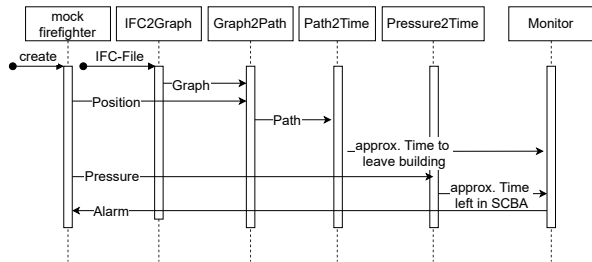 mock
firefighter
IFC2Graph
Graph2Path
Path2Time
Pressure2Time
Monitor
create
IFC-File
Graph
Position
Path
approx. Time to
leave building
Pressure
approx. Time
left in SCBA
Alarm